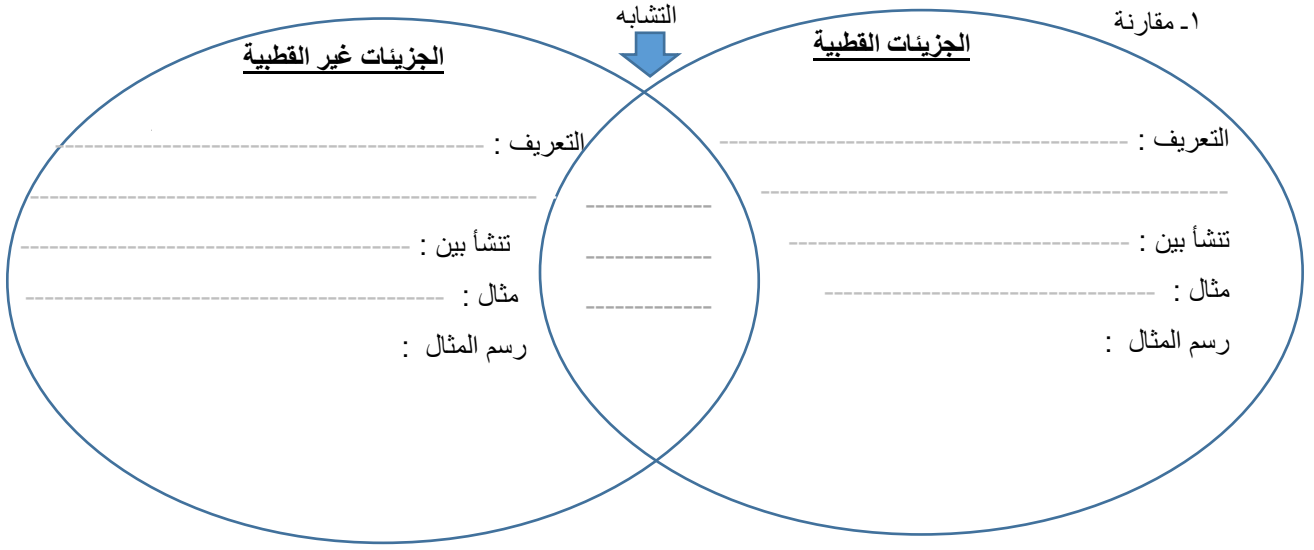 ١ـ مقارنة
التشابه
الجزيئات القطبية
التعريف : ------------------------------------------
------------------------------------------------
تنشأ بين : -----------------------------------
مثال : ----------------------------------
رسم المثال :
الجزيئات غير القطبية
التعريف : --------------------------------------------
----------------------------------------------------
تنشأ بين : ----------------------------------------
مثال : -------------------------------------------
رسم المثال :
-------------
-------------
-------------